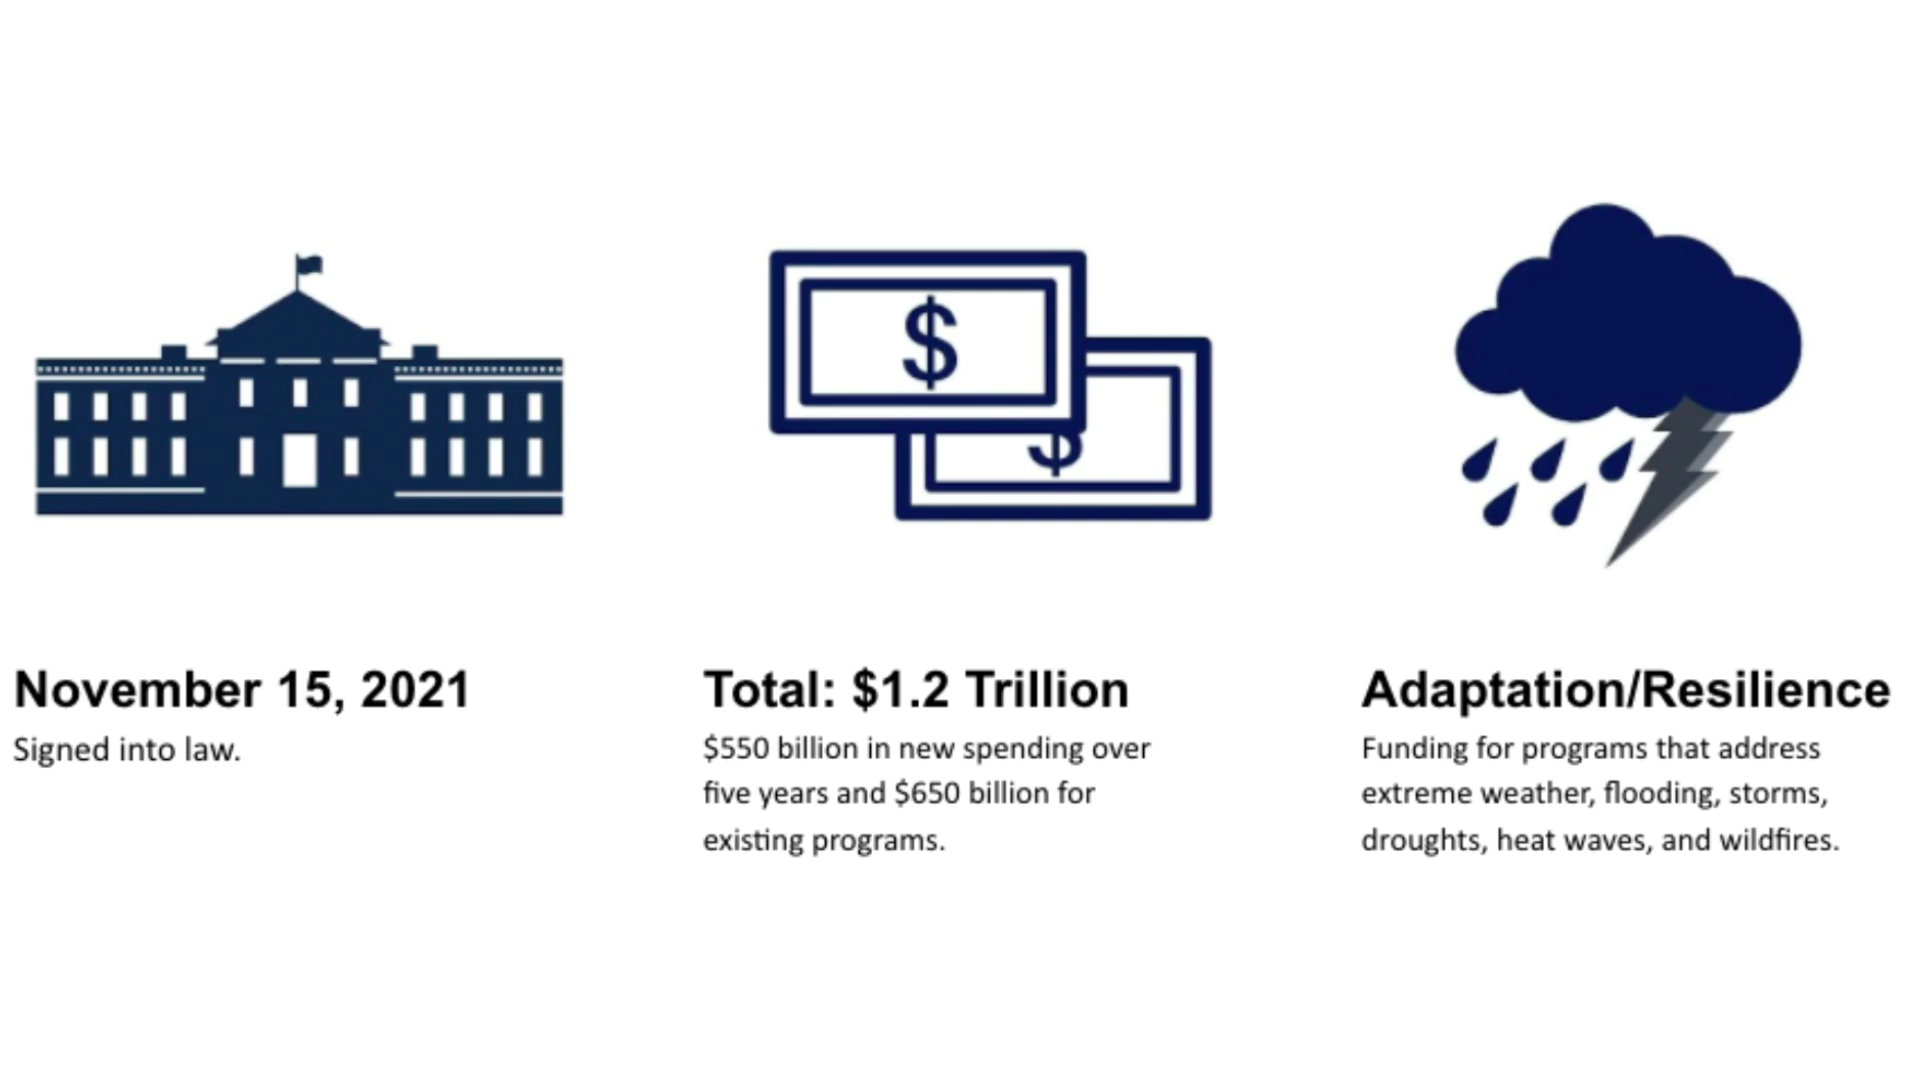 November 15, 2021
Signed into law.
Total: $1.2 Trillion
$550 billion in new spending over
five years and $650 billion for
existing programs.
Adaptation/Resilience
Funding for programs that address
extreme weather, flooding, storms,
droughts, heat waves, and wildfires.
$
$